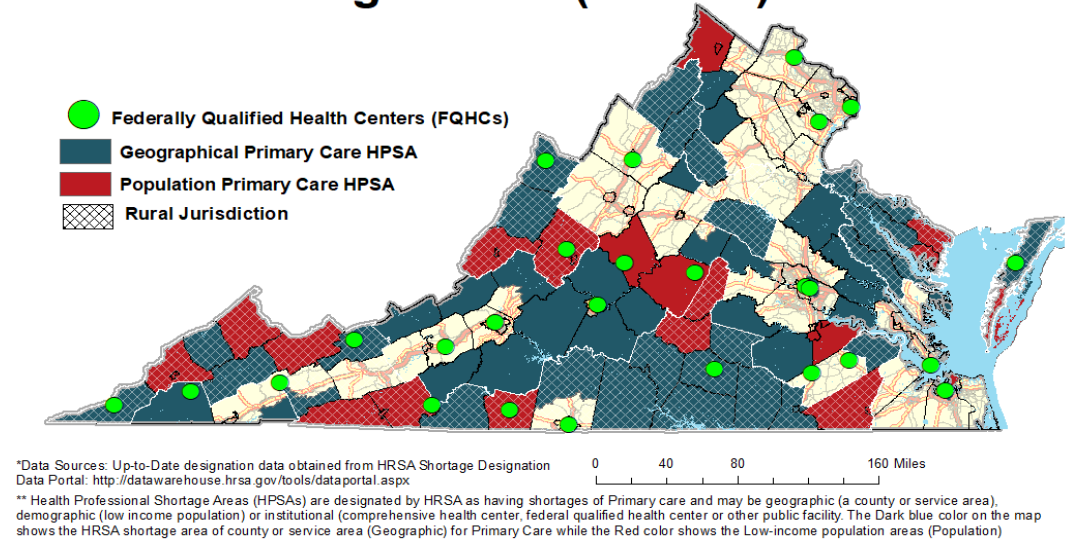 Federally Qualified Health Centers (FQHCs)
Geographical Primary Care HPSA
Population Primary Care HPSA
Rural Jurisdiction
*Data Sources: Up-to-Date designation data obtained from HRSA Shortage Designation
Data Portal: http://datawarehouse.hrsa.gov/tools/dataportal.aspx
0 40 80 160 Miles
** Health Professional Shortage Areas (HPSAs) are designated by HRSA as having shortages of Primary care and may be geographic (a county or service area),
demographic (low income population) or institutional (comprehensive health center, federal qualified health center or other public facility. The Dark blue color on the map
shows the HRSA shortage area of county or service area (Geographic) for Primary Care while the Red color shows the Low-income population areas (Population)